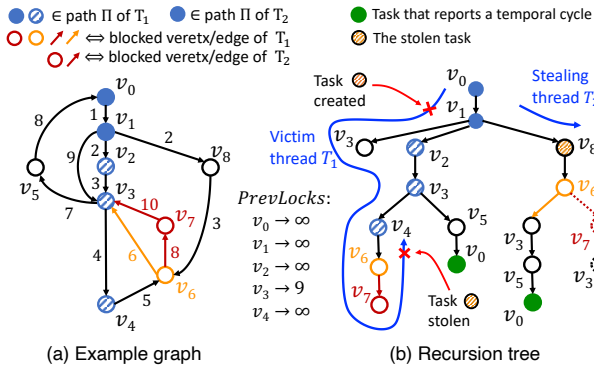 ∈ path Π of T₁
∈ path Π of T₂
⇔ blocked veretx/edge of T₁
⇔ blocked veretx/edge of T₂
Task that reports a temporal cycle
The stolen task
v₀
1
v₁
8
2
2
v₂
9
v₈
v₅
3
v₃
10
7
v₇
3
6
8
4
v₆
5
v₄
PrevLocks:
v₀ → ∞
v₁ → ∞
v₂ → ∞
v₃ → 9
v₄ → ∞
(a) Example graph
Task
created
v₀
Stealing
thread
v₁
Victim
thread T₁
v₃
v₂
v₈
v₃
v₆
v₄
v₅
v₆
v₀
v₃
v₇
v₇
v₅
v₃
Task
stolen
v₀
(b) Recursion tree